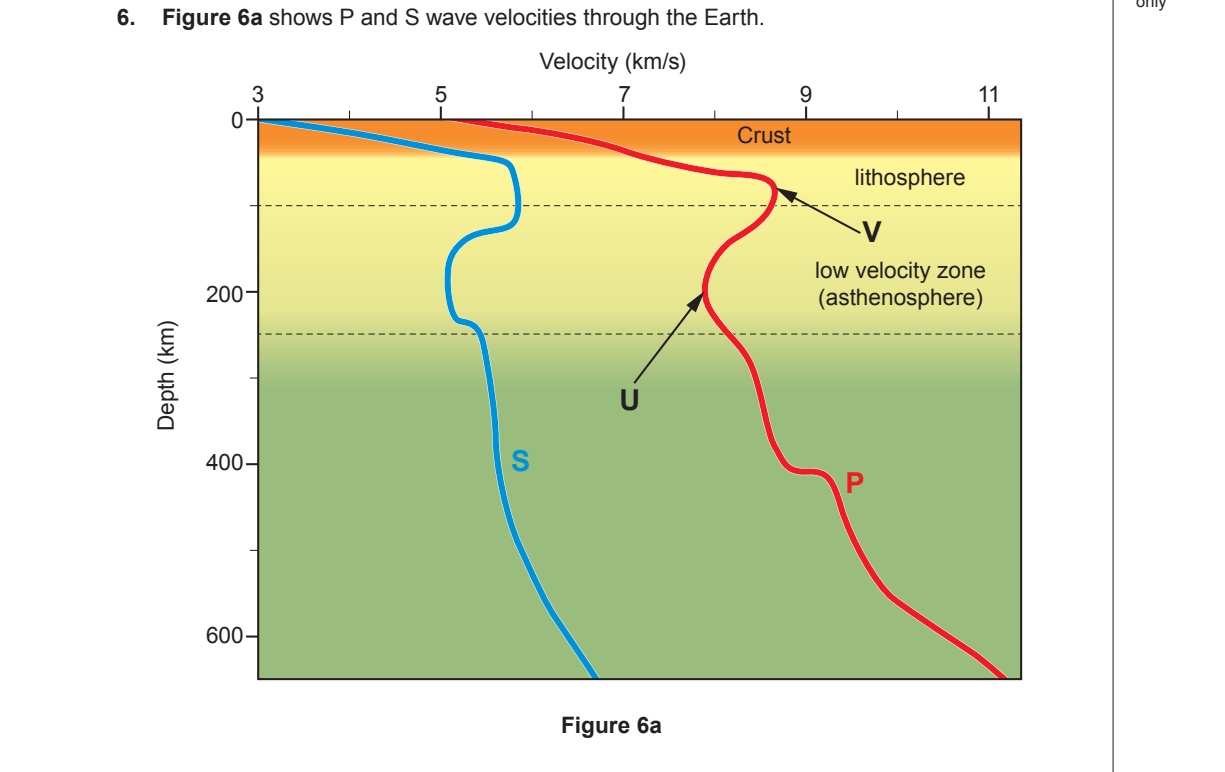 only
6. Figure 6a shows P and S wave velocities through the Earth.
Velocity (km/s)
3 5 7 9 11
0
Crust
lithosphere
V
low velocity zone
(asthenosphere)
200
Depth (km)
U
400
S
P
600
Figure 6a